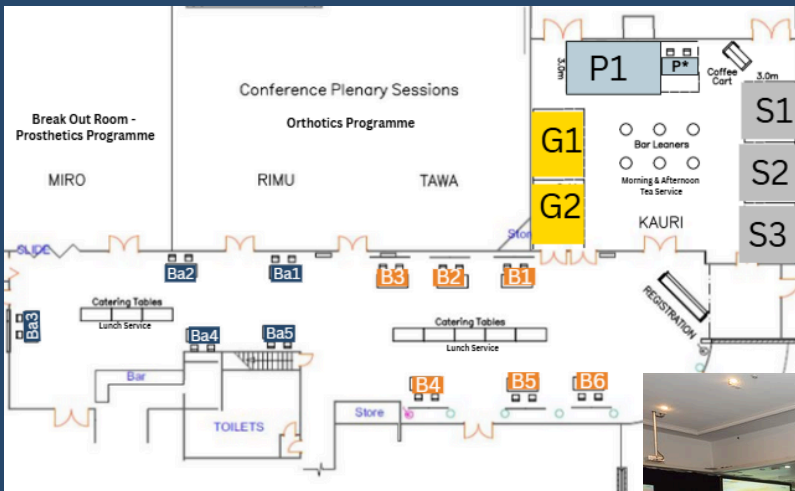 P1
P*
3.0m
Coffee
Cart
3.0m
Conference Plenary Sessions
Orthotics Programme
Break Out Room -
Prosthetics Programme
MIRO
RIMU
TAWA
G1
G2
Bar Leaners
Morning & Afternoon
Tea Service
KAURI
S1
S2
S3
SLIDE
Store
Ba2
Ba1
B3
B2
B1
REGISTRATION
Ba3
Catering Tables
Lunch Service
Ba4
Ba5
Catering Tables
Lunch Service
Bar
B4
B5
B6
Store
TOILETS